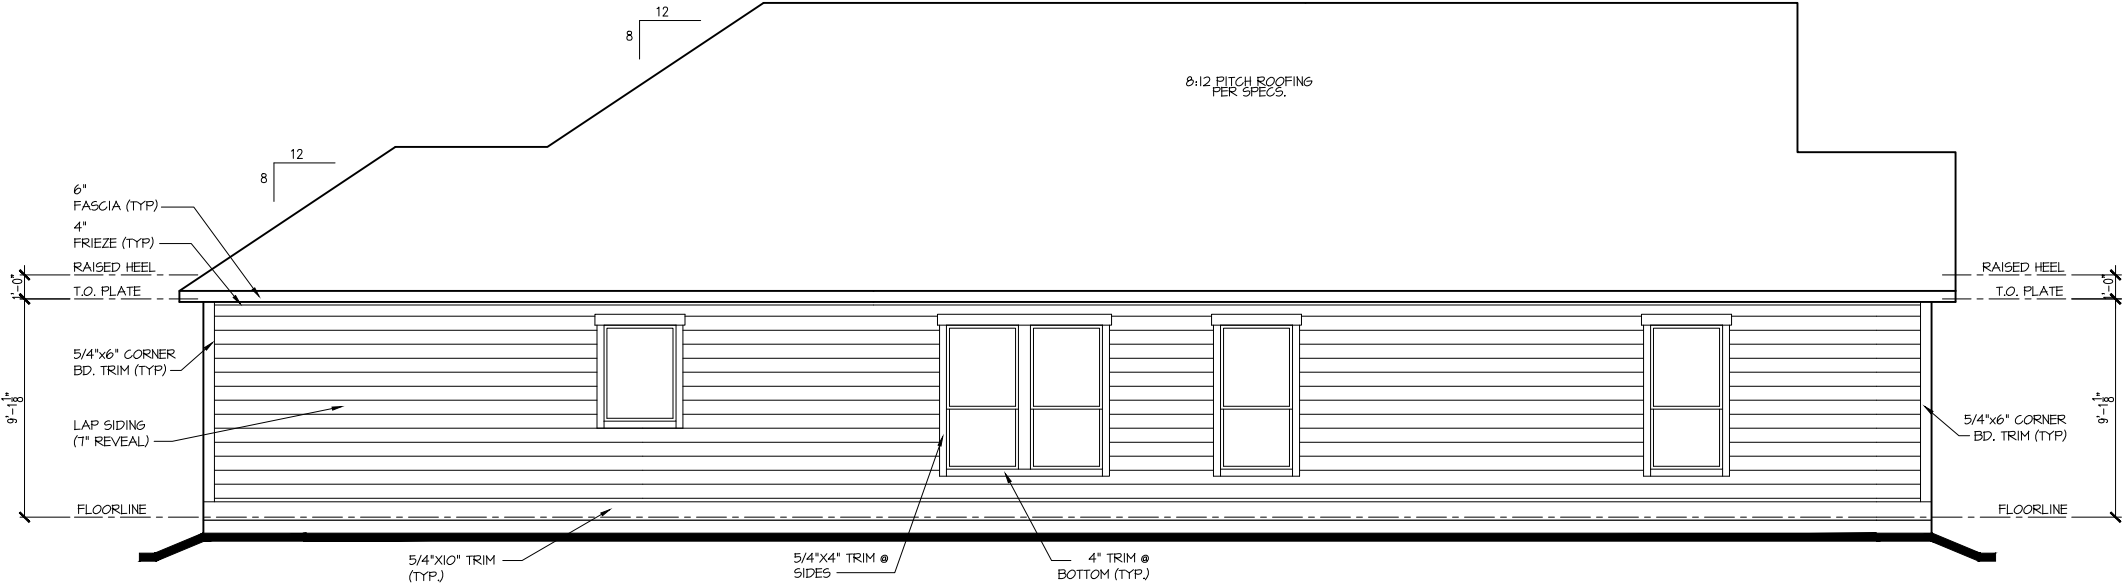 12
8
8:12 PITCH ROOFING
PER SPECS.
12
8
6"
FASCIA (TYP)
4"
FRIEZE (TYP)
RAISED HEEL
1'-0"
T.O. PLATE
RAISED HEEL
1'-0"
T.O. PLATE
5/4"x6" CORNER
BD. TRIM (TYP)
9'-1 1/8"
LAP SIDING
(7" REVEAL)
9'-1 1/8"
5/4"x6" CORNER
BD. TRIM (TYP)
FLOORLINE
FLOORLINE
5/4"X10" TRIM
(TYP.)
5/4"X4" TRIM @
SIDES
4" TRIM @
BOTTOM (TYP.)